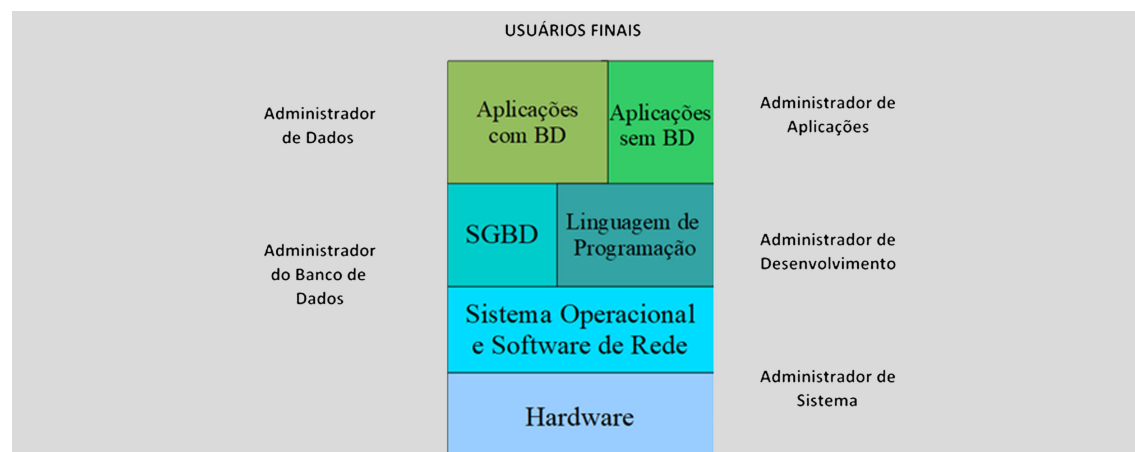 USUÁRIOS FINAIS
Administrador
de Dados
Aplicações
com BD
Aplicações
sem BD
Administrador de
Aplicações
Administrador
do Banco de
Dados
SGBD
Linguagem de
Programação
Administrador de
Desenvolvimento
Sistema Operacional
e Software de Rede
Administrador de
Sistema
Hardware